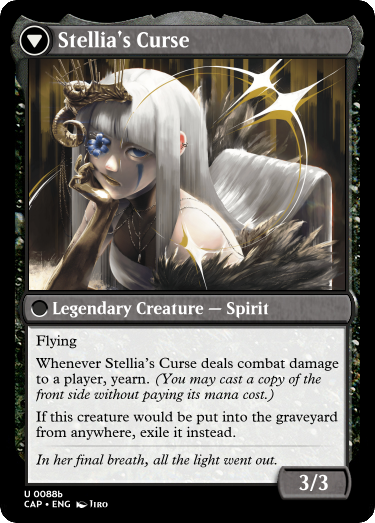 Stellia's Curse
Legendary Creature — Spirit
Flying
Whenever Stellia's Curse deals combat damage
to a player, yearn. (You may cast a copy of the
front side without paying its mana cost.)
If this creature would be put into the graveyard
from anywhere, exile it instead.
In her final breath, all the light went out.
3/3
U 0088b
CAP • ENG JIRO